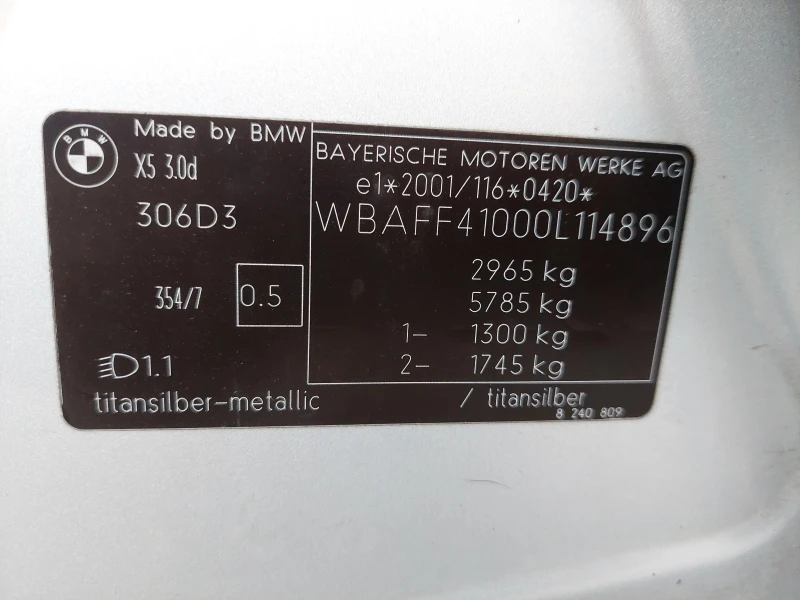 BMW
Made by BMW
X5 3.0d
306D3
354/7 0.5
1.1
titansilber-metallic / titansilber
BAYERISCHE MOTOREN WERKE AG
e1*2001/116*0420*
WBAFF41000L114896
2965 kg
5785 kg
1- 1300 kg
2- 1745 kg
8 240 809